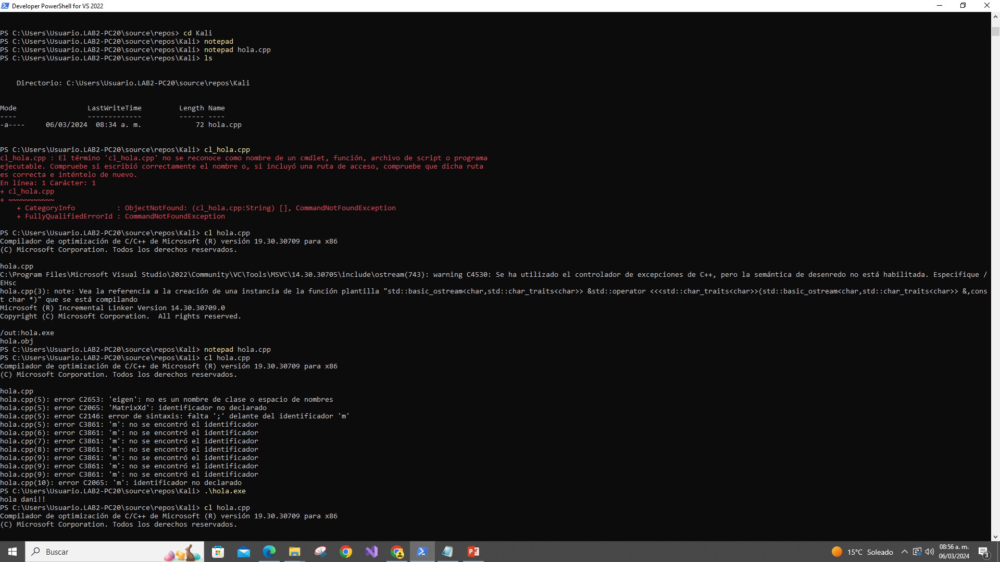 Developer PowerShell for VS 2022
PS C:\Users\Usuario.LAB2-PC20\source\repos> cd Kali
PS C:\Users\Usuario.LAB2-PC20\source\repos\Kali> notepad
PS C:\Users\Usuario.LAB2-PC20\source\repos\Kali> notepad hola.cpp
PS C:\Users\Usuario.LAB2-PC20\source\repos\Kali> ls
Directorio: C:\Users\Usuario.LAB2-PC20\source\repos\Kali
Mode                 LastWriteTime         Length Name
----                 -------------         ------ ----
-a----     06/03/2024  08:34 a. m.             72 hola.cpp
PS C:\Users\Usuario.LAB2-PC20\source\repos\Kali> cl_hola.cpp
cl_hola.cpp : El término 'cl_hola.cpp' no se reconoce como nombre de un cmdlet, función, archivo de script o programa
ejecutable. Compruebe si escribió correctamente el nombre o, si incluyó una ruta de acceso, compruebe que dicha ruta
es correcta e inténtelo de nuevo.
En línea: 1 Carácter: 1
+ cl_hola.cpp
+ ~~~~~~~~~~~
    + CategoryInfo          : ObjectNotFound: (cl_hola.cpp:String) [], CommandNotFoundException
    + FullyQualifiedErrorId : CommandNotFoundException
PS C:\Users\Usuario.LAB2-PC20\source\repos\Kali> cl hola.cpp
Compilador de optimización de C/C++ de Microsoft (R) versión 19.30.30709 para x86
(C) Microsoft Corporation. Todos los derechos reservados.
hola.cpp
C:\Program Files\Microsoft Visual Studio\2022\Community\VC\Tools\MSVC\14.30.30705\include\ostream(743): warning C4530: Se ha utilizado el controlador de excepciones de C++, pero la semántica de desenredo no está habilitada. Especifique /
EHsc
hola.cpp(3): note: Vea la referencia a la creación de una instancia de la función plantilla "std::basic_ostream<char,std::char_traits<char>> &std::operator <<<std::char_traits<char>>(std::basic_ostream<char,std::char_traits<char>> &,cons
t char *)" que se está compilando
Microsoft (R) Incremental Linker Version 14.30.30709.0
Copyright (C) Microsoft Corporation.  All rights reserved.
/out:hola.exe
hola.obj
PS C:\Users\Usuario.LAB2-PC20\source\repos\Kali> notepad hola.cpp
PS C:\Users\Usuario.LAB2-PC20\source\repos\Kali> cl hola.cpp
Compilador de optimización de C/C++ de Microsoft (R) versión 19.30.30709 para x86
(C) Microsoft Corporation. Todos los derechos reservados.
hola.cpp
hola.cpp(5): error C2653: 'eigen': no es un nombre de clase o espacio de nombres
hola.cpp(5): error C2065: 'MatrixXd': identificador no declarado
hola.cpp(5): error C2146: error de sintaxis: falta ';' delante del identificador 'm'
hola.cpp(5): error C3861: 'm': no se encontró el identificador
hola.cpp(6): error C3861: 'm': no se encontró el identificador
hola.cpp(7): error C3861: 'm': no se encontró el identificador
hola.cpp(8): error C3861: 'm': no se encontró el identificador
hola.cpp(9): error C3861: 'm': no se encontró el identificador
hola.cpp(9): error C3861: 'm': no se encontró el identificador
hola.cpp(9): error C3861: 'm': no se encontró el identificador
hola.cpp(10): error C2065: 'm': identificador no declarado
PS C:\Users\Usuario.LAB2-PC20\source\repos\Kali> .\hola.exe
hola dani!!
PS C:\Users\Usuario.LAB2-PC20\source\repos\Kali> cl hola.cpp
Compilador de optimización de C/C++ de Microsoft (R) versión 19.30.30709 para x86
(C) Microsoft Corporation. Todos los derechos reservados.
Buscar
15°C Soleado
08:56 a. m.
06/03/2024
3